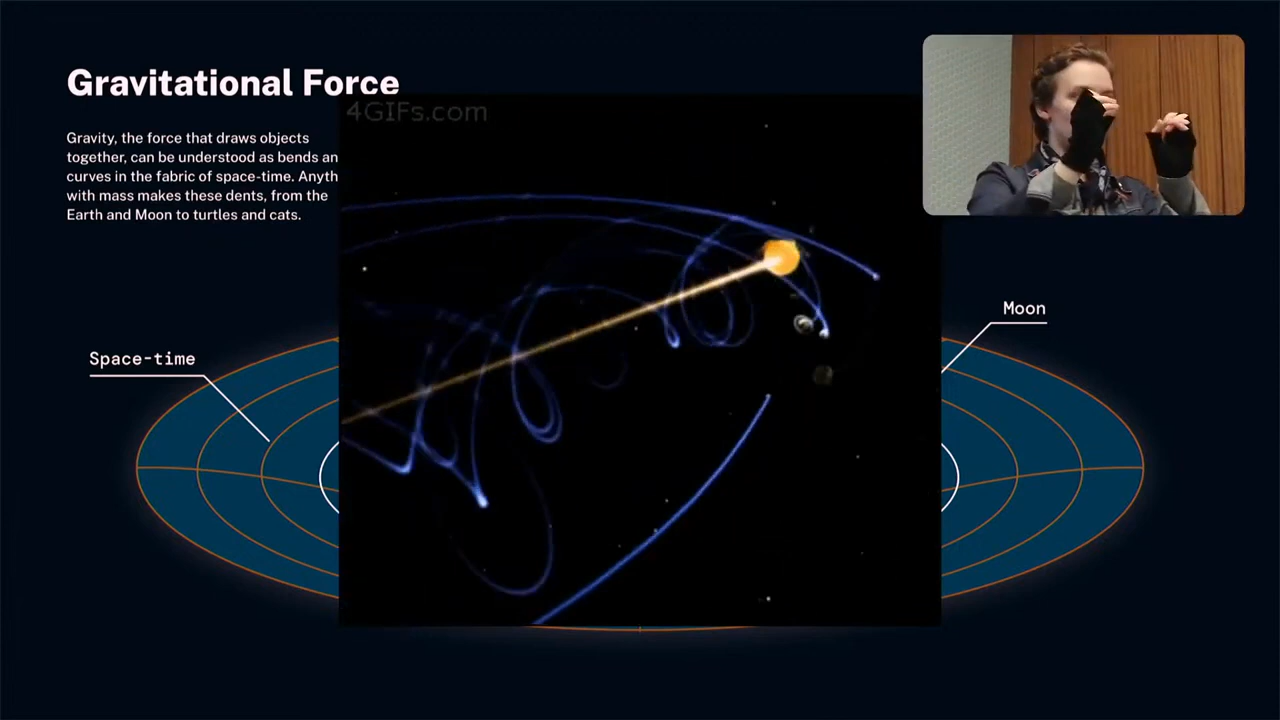 Gravitational Force
4GIFs.com
Gravity, the force that draws objects
together, can be understood as bends an
curves in the fabric of space-time. Anyth
with mass makes these dents, from the
Earth and Moon to turtles and cats.
Moon
Space-time